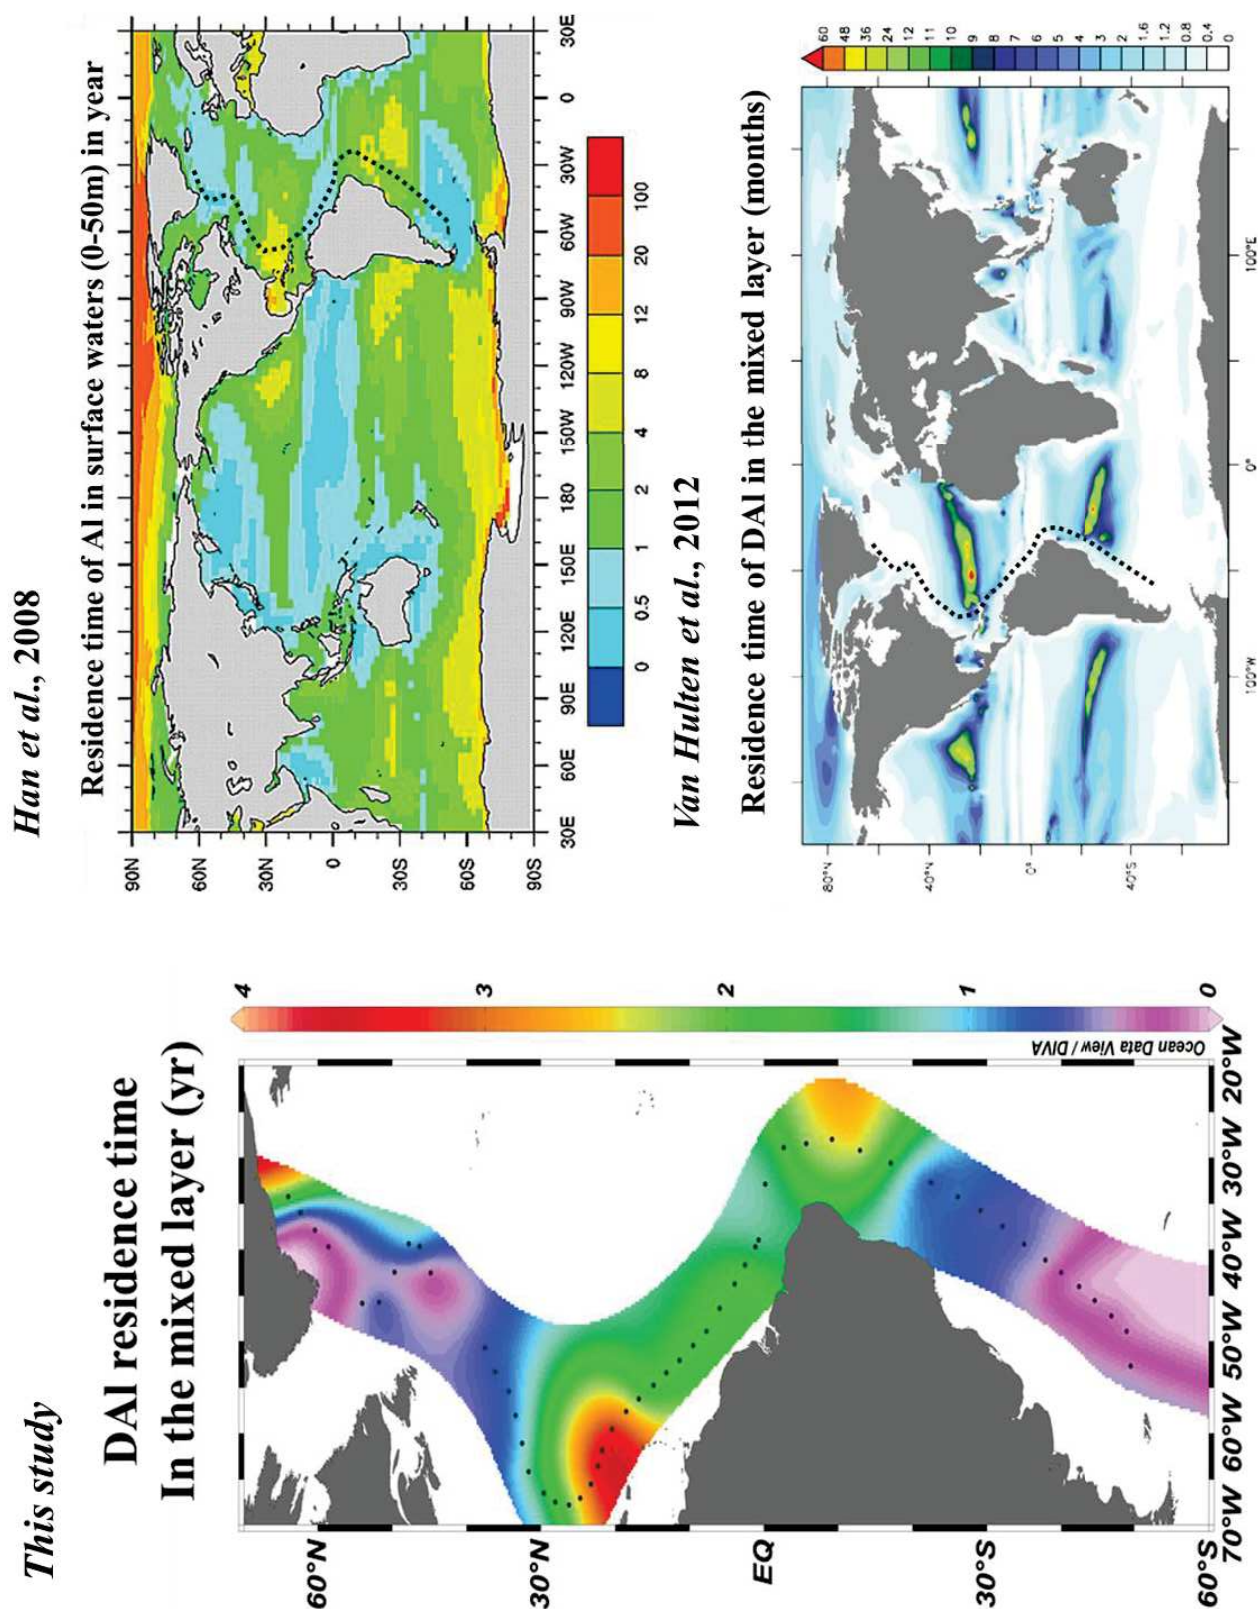 This study
DAl residence time
In the mixed layer (yr)
60°N
30°N
EQ
30°S
60°S
70°W
60°W
50°W
40°W
30°W
20°W
4
3
2
1
0
Ocean Data View / DIVA
Han et al., 2008
Residence time of Al in surface waters (0-50m) in year
90N
60N
30N
0
30S
60S
90S
30E
60E
90E
120E
150E
180
150W
120W
90W
60W
30W
0
30E
0
0.5
1
2
4
8
12
20
100
Van Hulten et al., 2012
Residence time of DAl in the mixed layer (months)
80°N
40°N
0°
40°S
100°W
0°
100°E
60
48
36
24
12
11
10
9
8
7
6
5
4
3
2
1.6
1.2
0.8
0.4
0